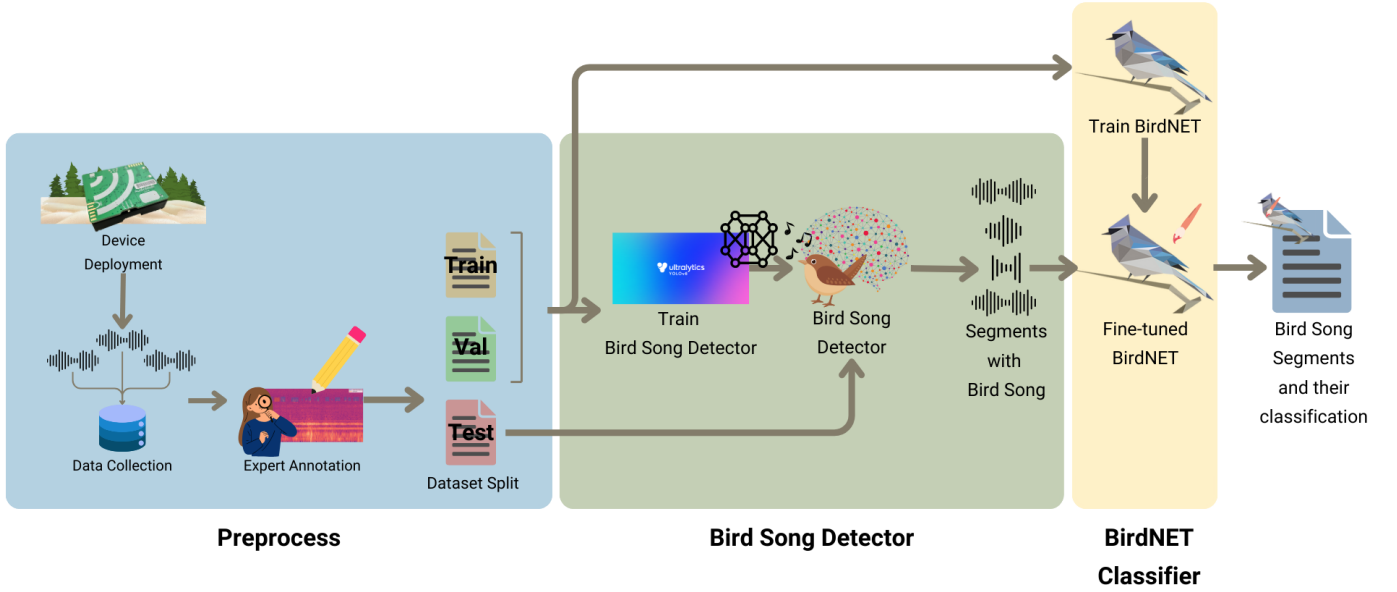 Device
Deployment
Data Collection
Expert Annotation
Train
Val
Test
Dataset Split
Preprocess
ultralytics
YOLOv8
Train
Bird Song Detector
Bird Song
Detector
Segments
with
Bird Song
Bird Song Detector
Train BirdNET
Fine-tuned
BirdNET
BirdNET
Classifier
Bird Song
Segments
and their
classification